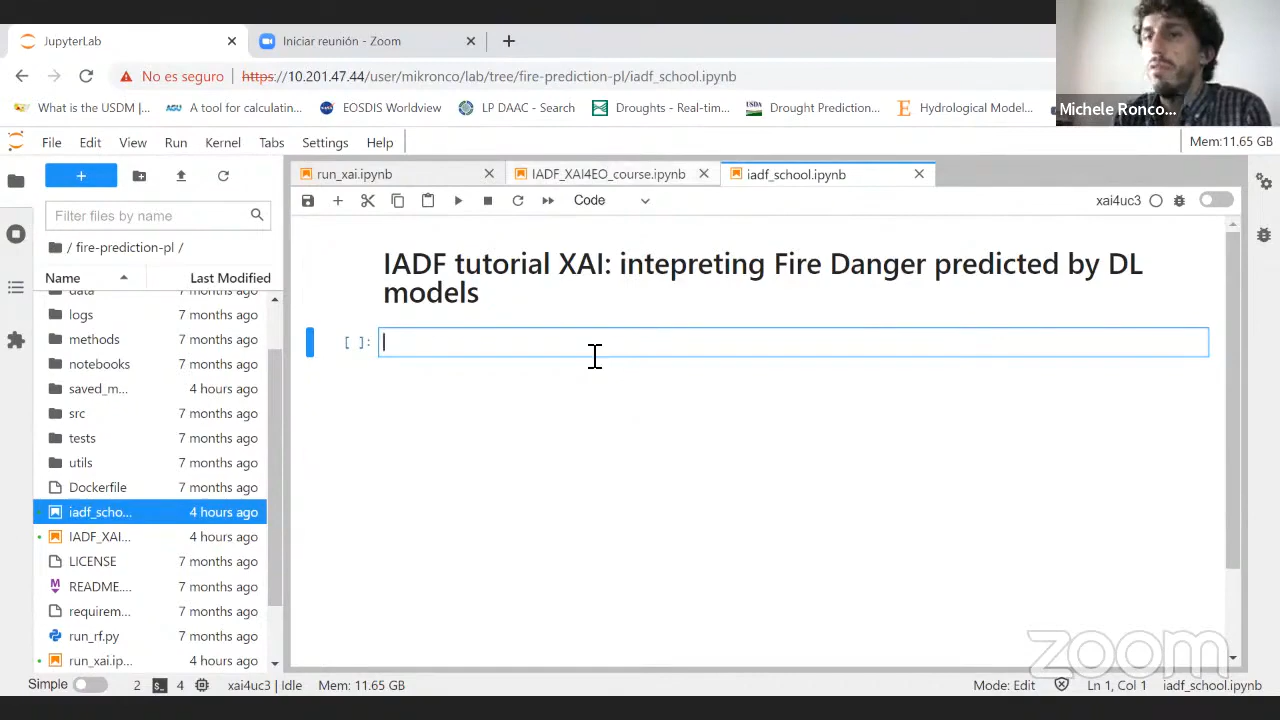 JupyterLab
Iniciar reunión - Zoom
No es seguro
https://10.201.47.44/user/mikronco/lab/tree/fire-prediction-pl/iadf_school.ipynb
What is the USDM |...
A tool for calculatin...
EOSDIS Worldview
LP DAAC - Search
Droughts - Real-tim...
Drought Prediction...
Hydrological Model...
Michele Ronco...
File Edit View Run Kernel Tabs Settings Help
Mem:11.65 GB
run_xai.ipynb
IADF_XAI4EO_course.ipynb
iadf_school.ipynb
Code
xai4uc3
Filter files by name
/ fire-prediction-pl /
Name Last Modified
data 7 months ago
logs 7 months ago
methods 7 months ago
notebooks 7 months ago
saved_m... 4 hours ago
src 7 months ago
tests 7 months ago
utils 7 months ago
Dockerfile 7 months ago
iadf_scho... 4 hours ago
IADF_XAI... 4 hours ago
LICENSE 7 months ago
README.... 7 months ago
requirem... 7 months ago
run_rf.py 7 months ago
run_xai.ip... 4 hours ago
IADF tutorial XAI: intepreting Fire Danger predicted by DL
models
[ ]:
zoom
Simple 2 4 xai4uc3 | Idle Mem: 11.65 GB
Mode: Edit Ln 1, Col 1 iadf_school.ipynb